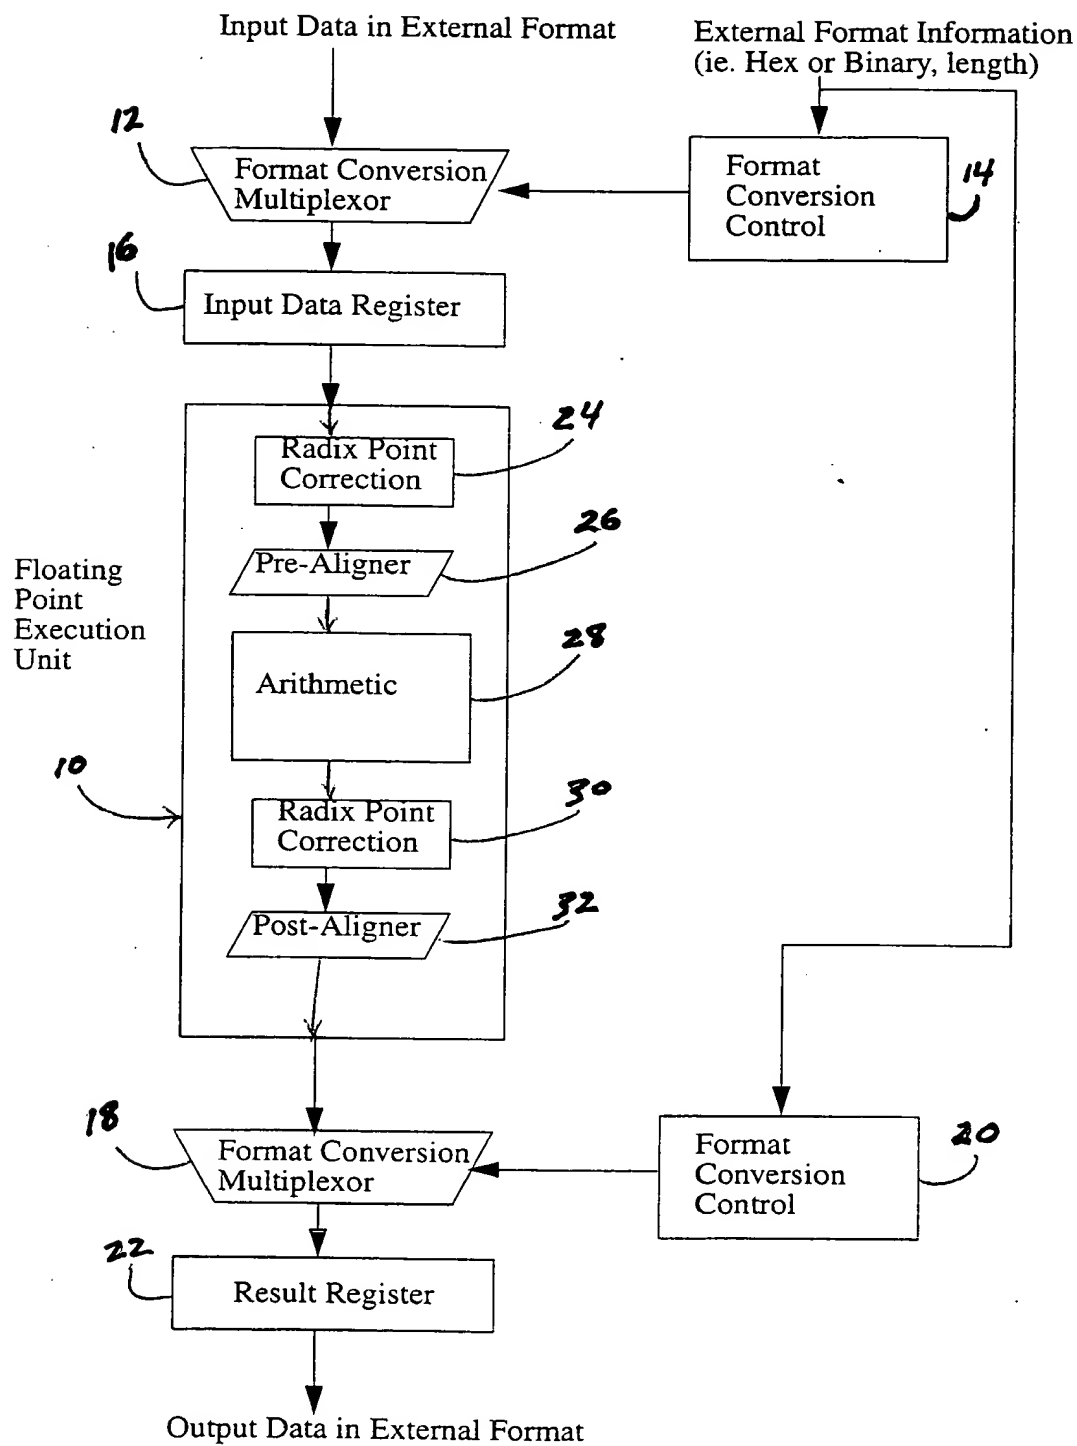 Input Data in External Format
External Format Information
(ie. Hex or Binary, length)
12
Format Conversion
Multiplexor
Format
Conversion
Control
14
16
Input Data Register
24
Radix Point
Correction
26
Pre-Aligner
Floating
Point
Execution
Unit
28
Arithmetic
10
30
Radix Point
Correction
32
Post-Aligner
18
Format Conversion
Multiplexor
Format
Conversion
Control
20
22
Result Register
Output Data in External Format